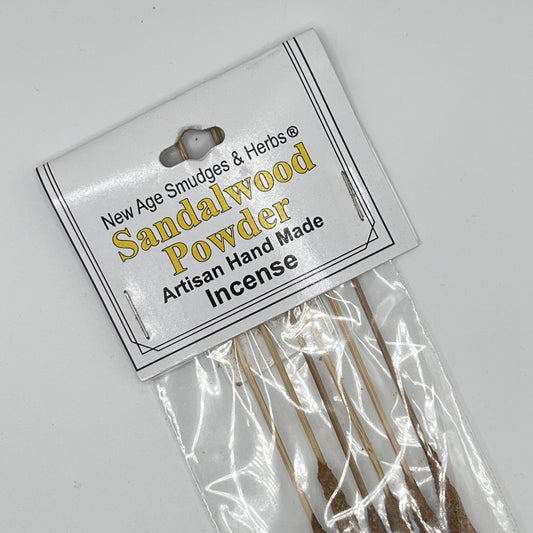 New Age Smudges & Herbs®
Sandalwood
Powder
Artisan Hand Made
Incense